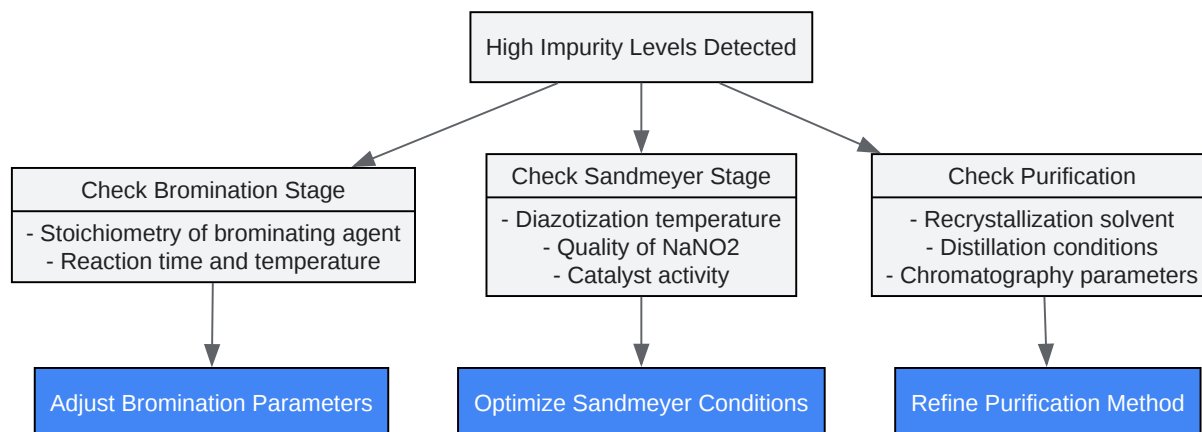 High Impurity Levels Detected
Check Bromination Stage
- Stoichiometry of brominating agent
- Reaction time and temperature
Check Sandmeyer Stage
- Diazotization temperature
- Quality of NaNO2
- Catalyst activity
Check Purification
- Recrystallization solvent
- Distillation conditions
- Chromatography parameters
Adjust Bromination Parameters
Optimize Sandmeyer Conditions
Refine Purification Method